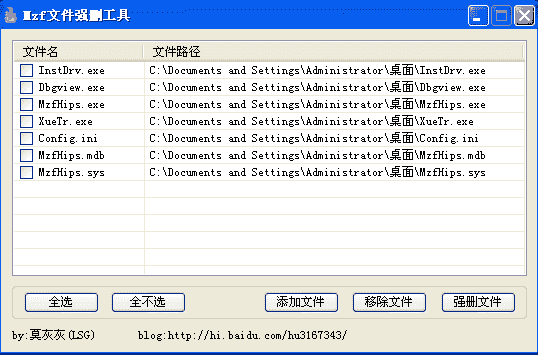 Mzf文件强删工具
文件名 文件路径
InstDrv.exe C:\Documents and Settings\Administrator\桌面\InstDrv.exe
Dbgview.exe C:\Documents and Settings\Administrator\桌面\Dbgview.exe
MzfHips.exe C:\Documents and Settings\Administrator\桌面\MzfHips.exe
XueTr.exe C:\Documents and Settings\Administrator\桌面\XueTr.exe
Config.ini C:\Documents and Settings\Administrator\桌面\Config.ini
MzfHips.mdb C:\Documents and Settings\Administrator\桌面\MzfHips.mdb
MzfHips.sys C:\Documents and Settings\Administrator\桌面\MzfHips.sys
全选 全不选 添加文件 移除文件 强删文件
by:莫灰灰(LSG) blog:http://hi.baidu.com/hu3167343/